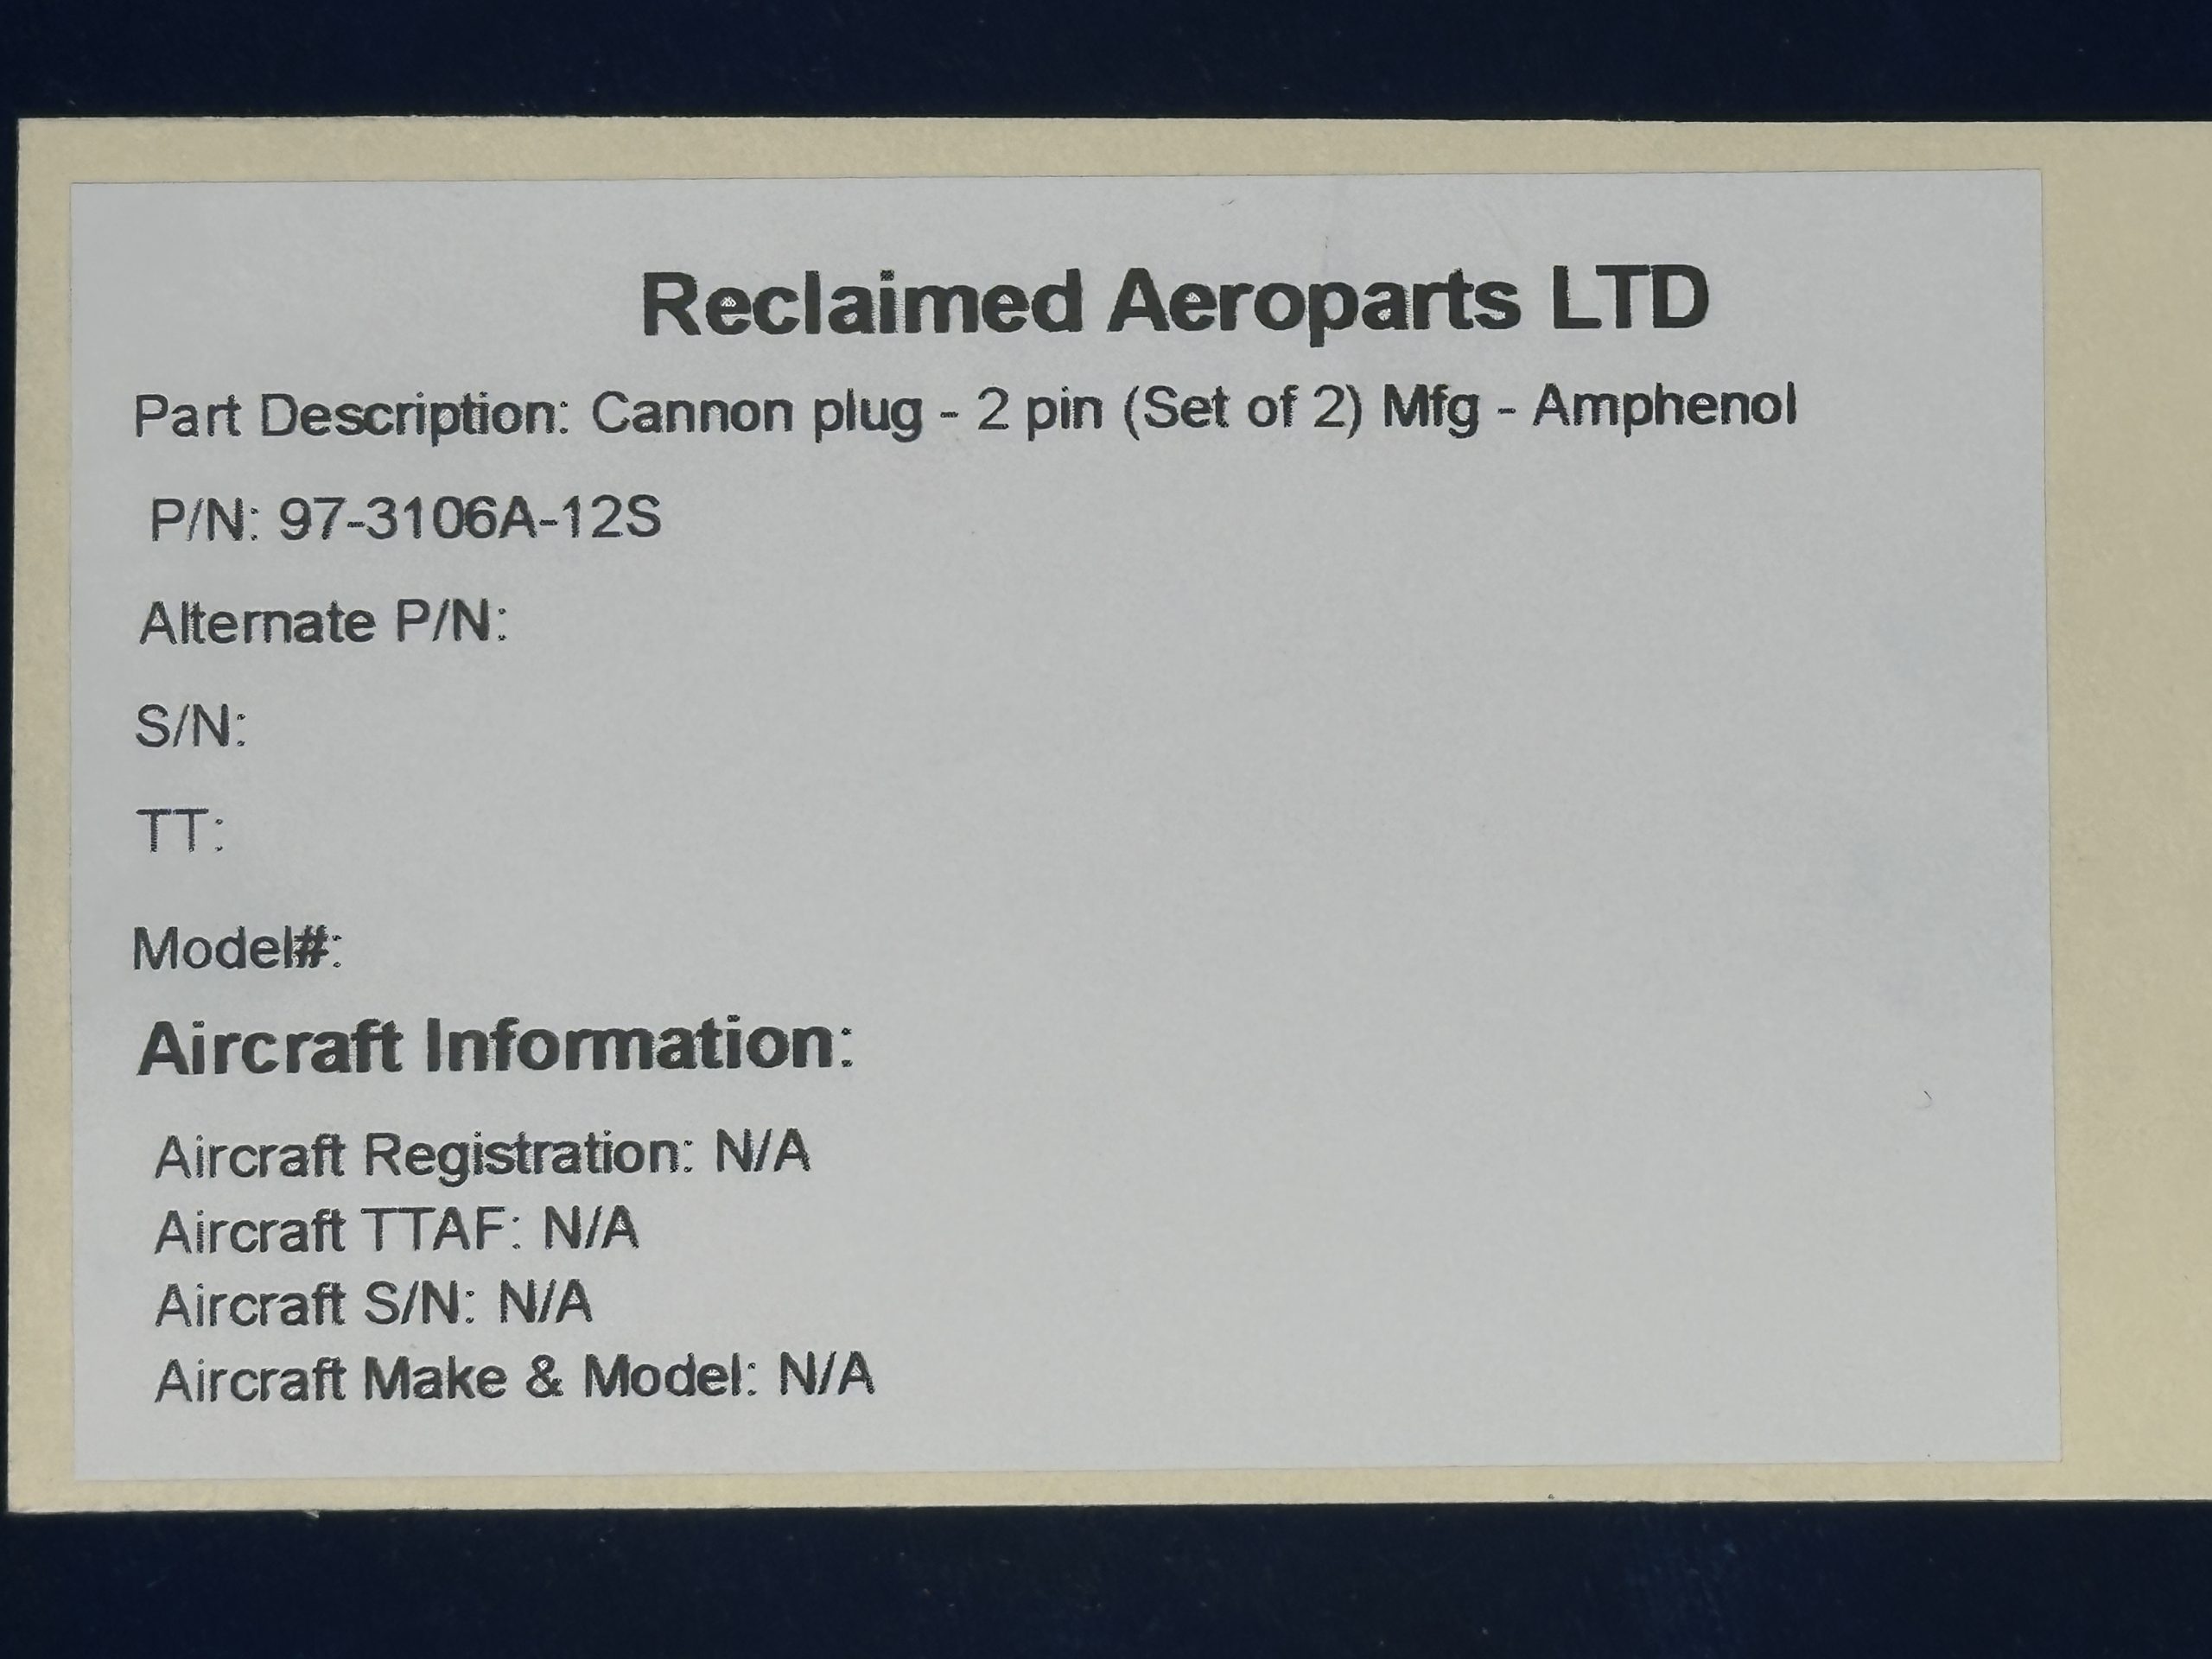 Reclaimed Aeroparts LTD
Part Description: Cannon plug - 2 pin (Set of 2) Mfg - Amphenol
P/N: 97-3106A-12S
Alternate P/N:
S/N:
TT:
Model#:
Aircraft Information:
Aircraft Registration: N/A
Aircraft TTAF: N/A
Aircraft S/N: N/A
Aircraft Make & Model: N/A